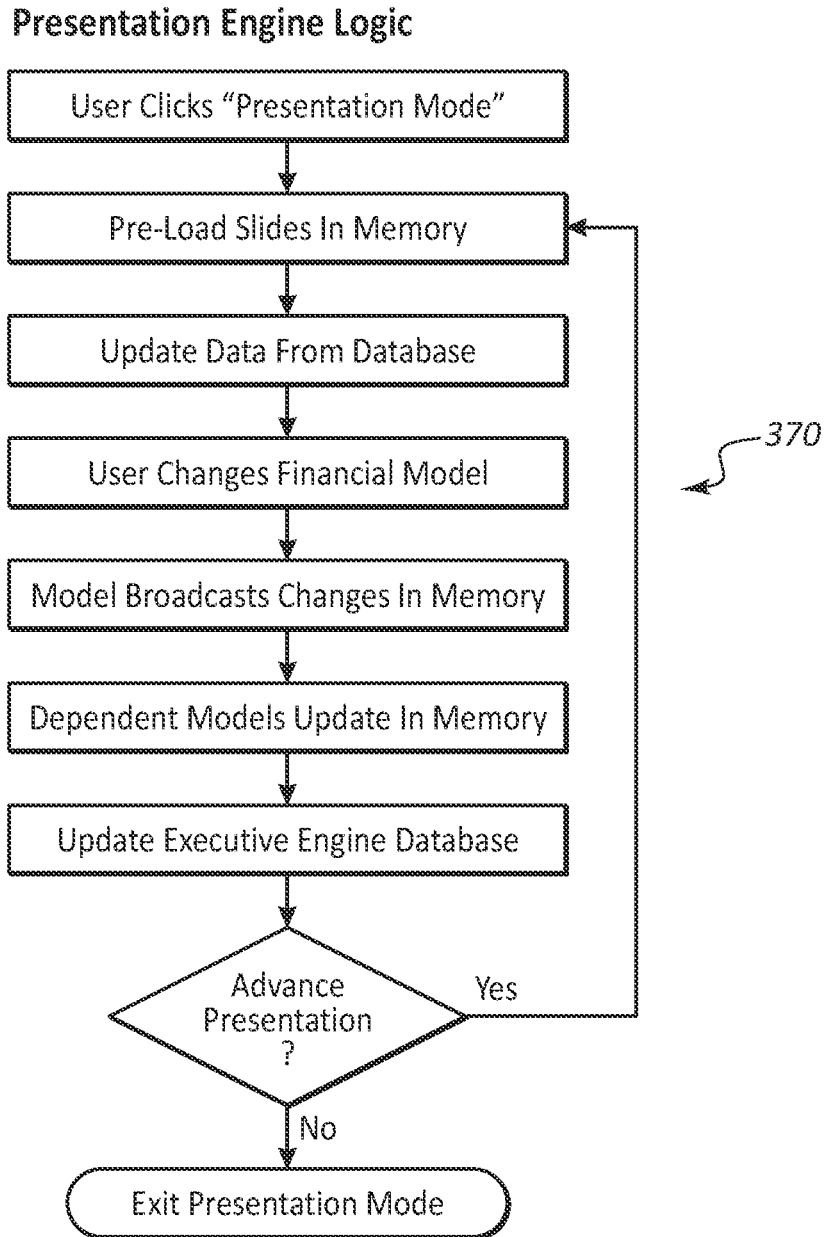 Presentation Engine Logic
User Clicks “Presentation Mode”
Pre-Load Slides In Memory
Update Data From Database
370
User Changes Financial Model
Model Broadcasts Changes In Memory
Dependent Models Update In Memory
Update Executive Engine Database
Advance
Presentation
?
Yes
No
Exit Presentation Mode